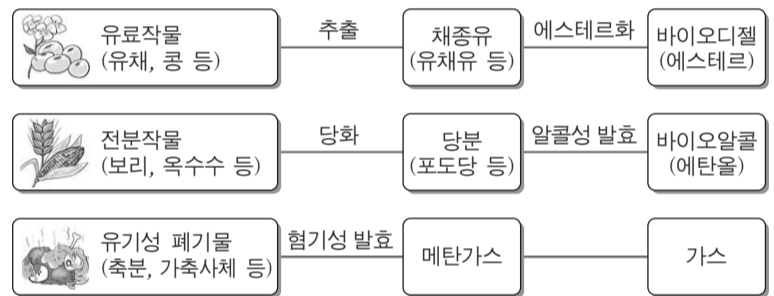 유료작물
(유채, 콩 등)
추출
채종유
(유채유 등)
에스테르화
바이오디젤
(에스테르)
전분작물
(보리, 옥수수 등)
당화
당분
(포도당 등)
알콜성 발효
바이오알콜
(에탄올)
유기성 폐기물
(축분, 가축사체 등)
혐기성 발효
메탄가스
가스